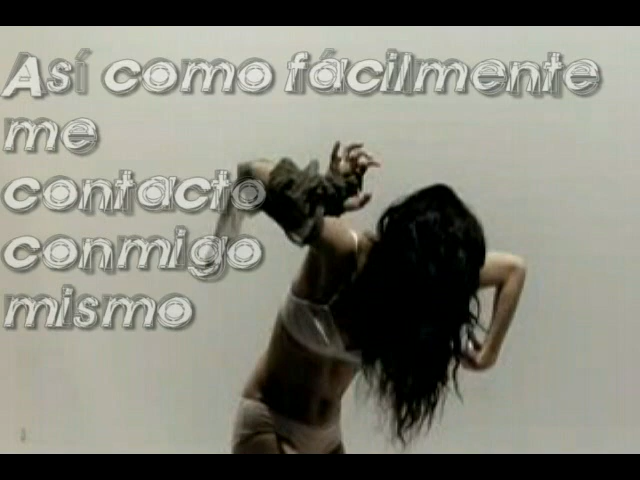 Así como fácilmente
me
contacto
conmigo
mismo